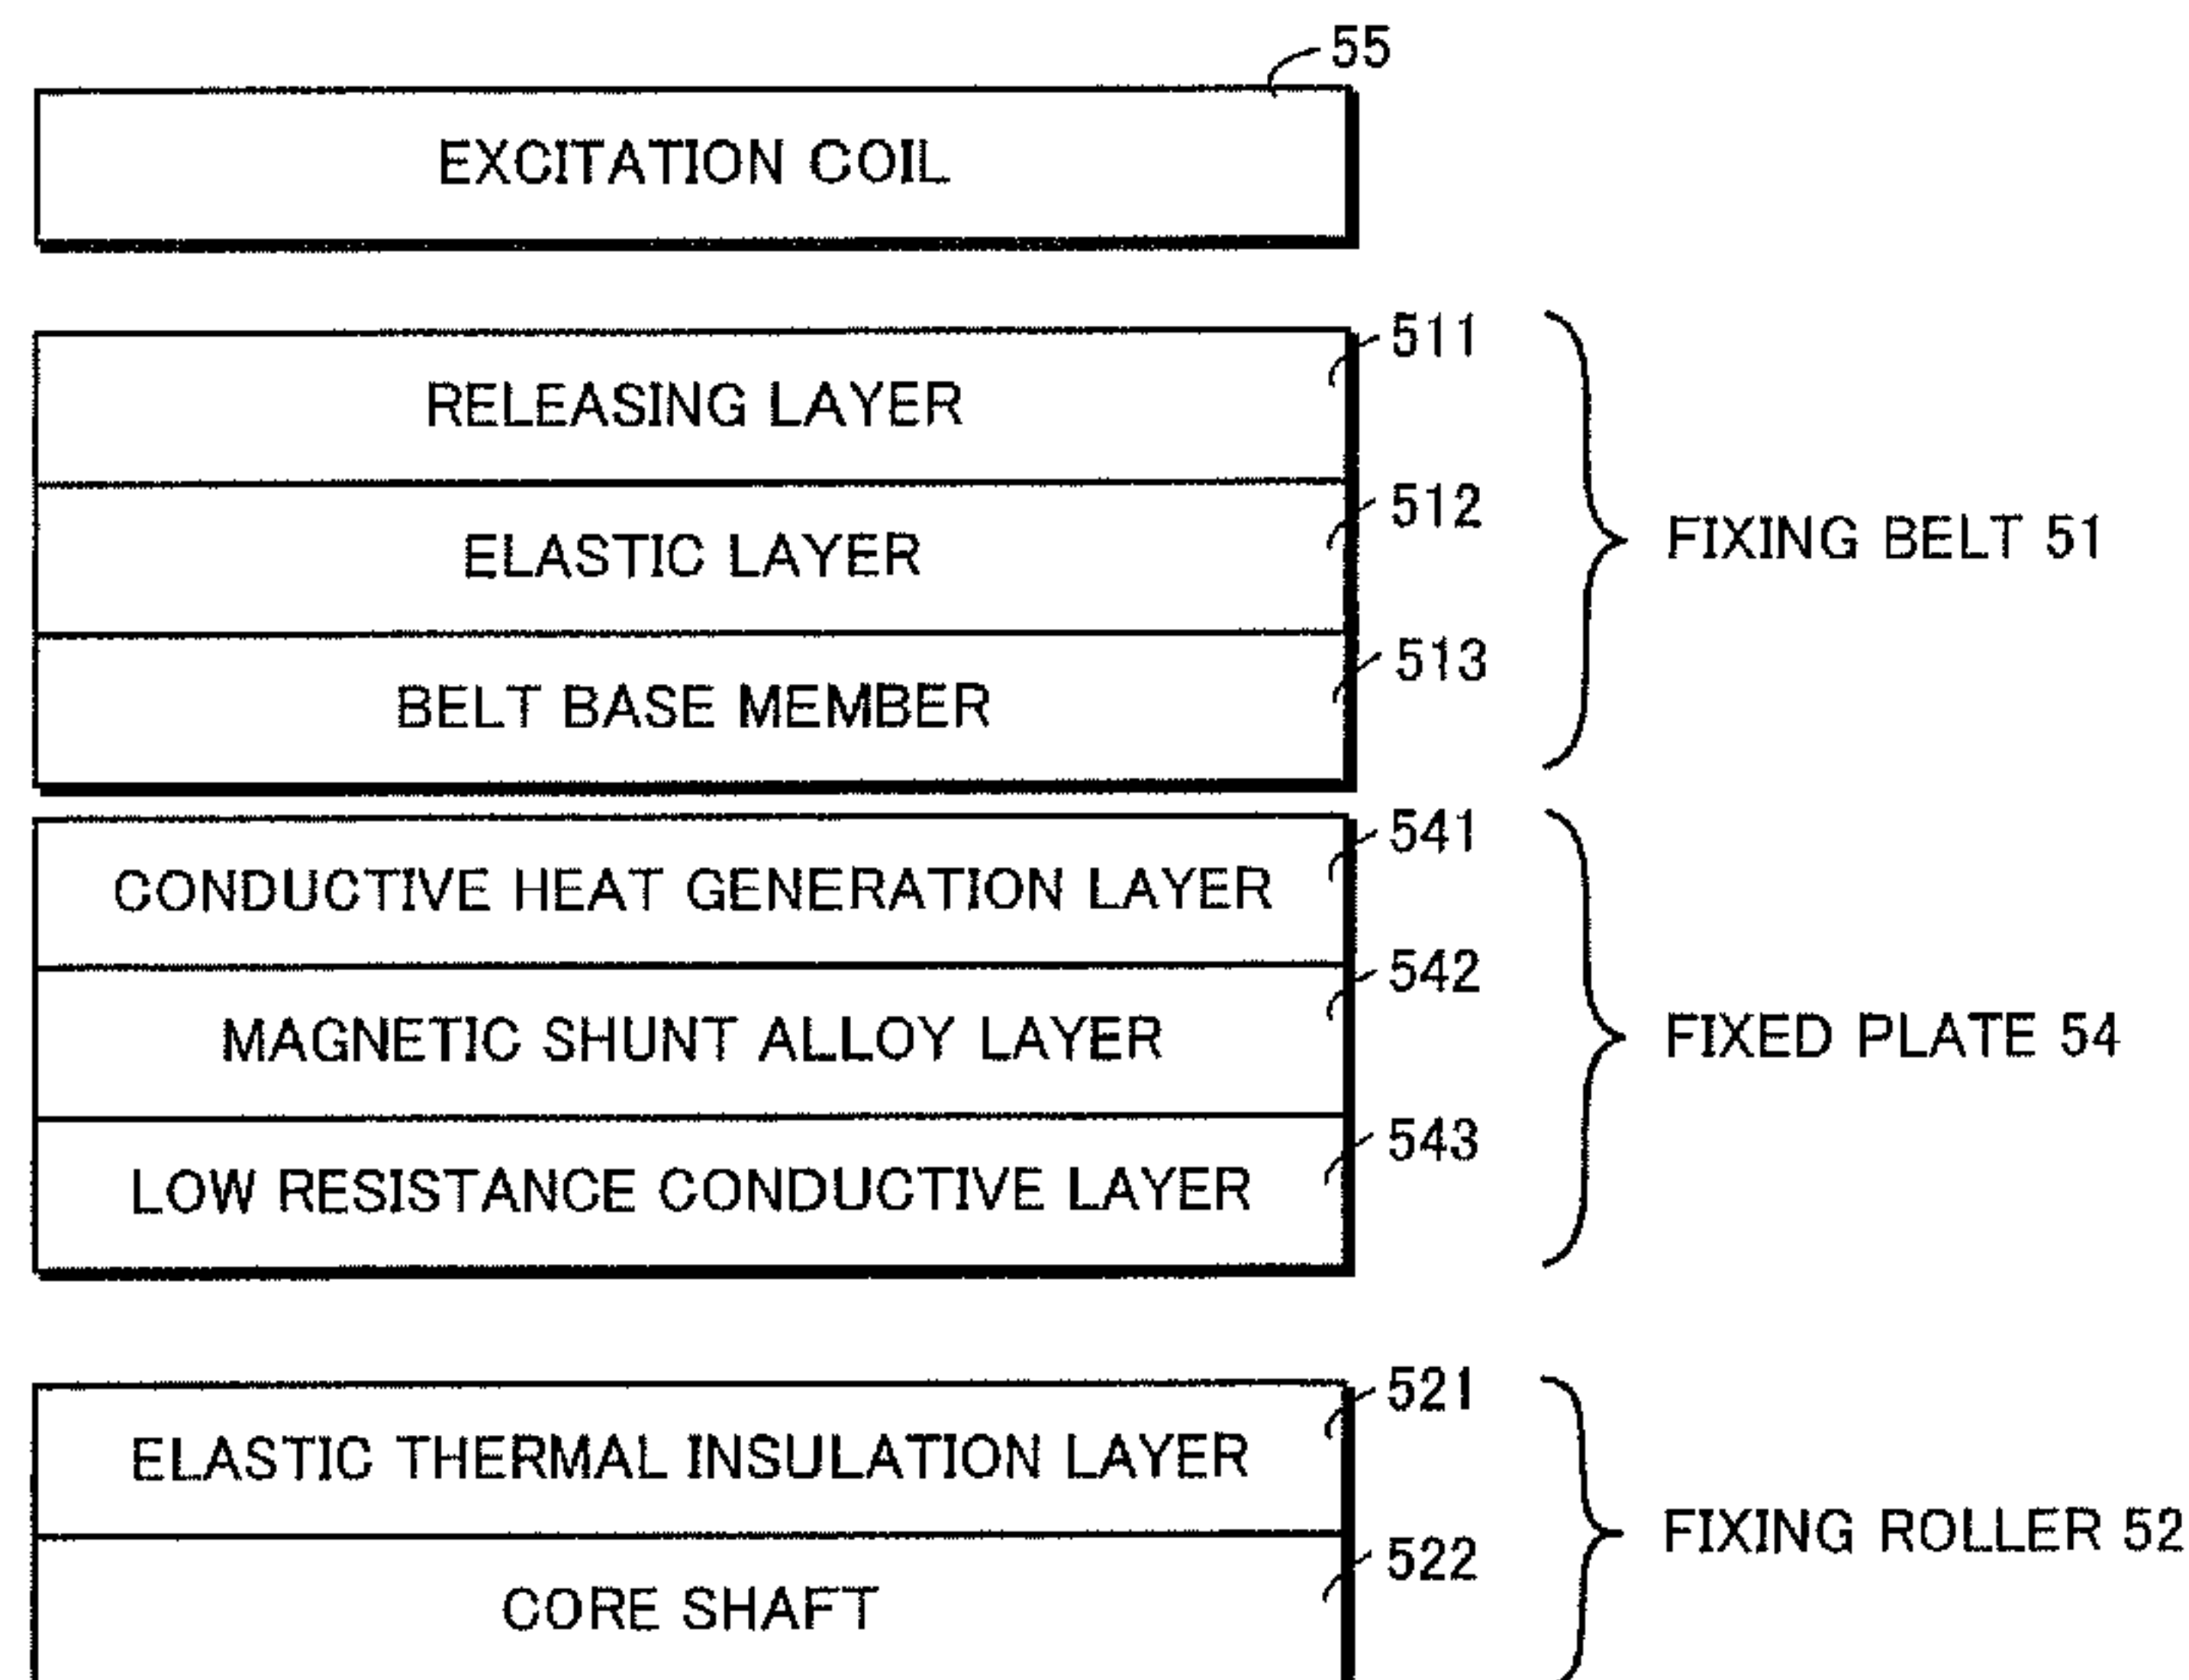 55
EXCITATION COIL
511
RELEASING LAYER
512
ELASTIC LAYER
513
BELT BASE MEMBER
FIXING BELT 51
541
CONDUCTIVE HEAT GENERATION LAYER
542
MAGNETIC SHUNT ALLOY LAYER
543
LOW RESISTANCE CONDUCTIVE LAYER
FIXED PLATE 54
521
ELASTIC THERMAL INSULATION LAYER
522
CORE SHAFT
FIXING ROLLER 52